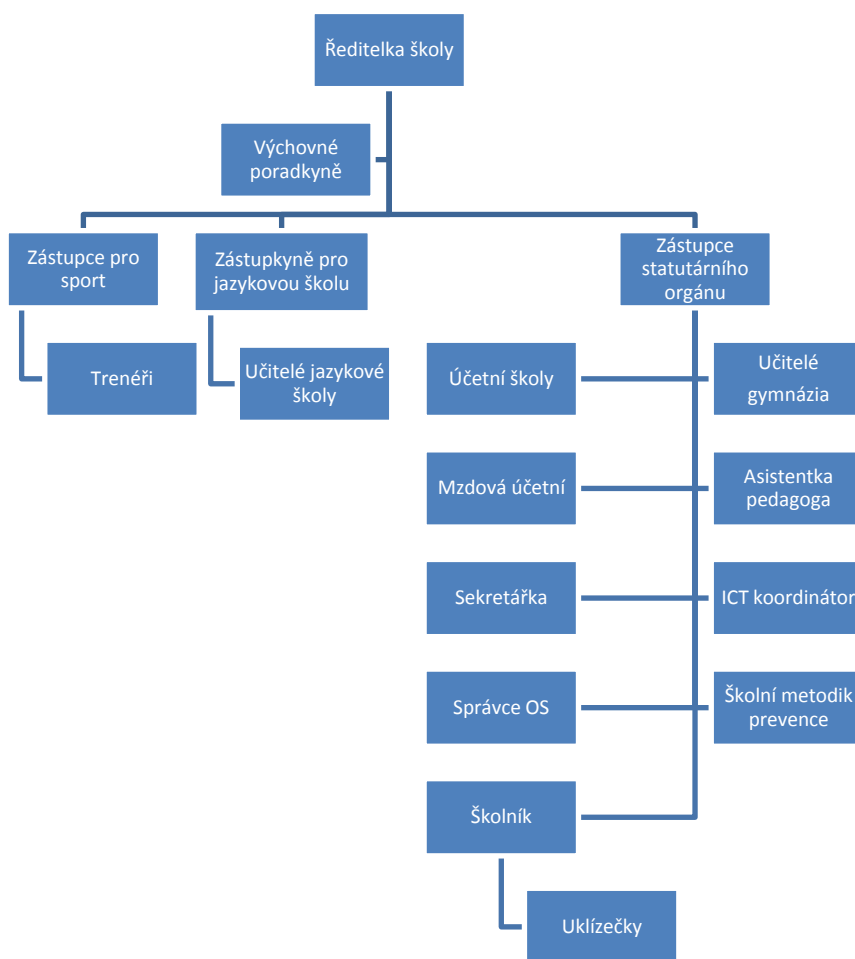 Ředitelka školy
Výchovné
poradkyně
Zástupce pro
sport
Zástupkyně pro
jazykovou školu
Zástupce
statutárního
orgánu
Trenéři
Učitelé jazykové
školy
Účetní školy
Učitelé
gymnázia
Mzdová účetní
Asistentka
pedagoga
Sekretářka
ICT koordinátor
Správce OS
Školní metodik
prevence
Školník
Uklízečky